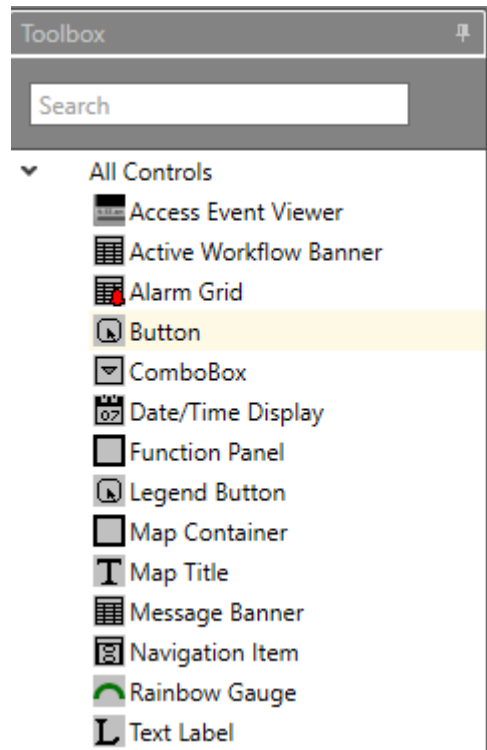 Toolbox
Search
All Controls
Access Event Viewer
Active Workflow Banner
Alarm Grid
Button
ComboBox
07 Date/Time Display
Function Panel
Legend Button
Map Container
T Map Title
Message Banner
Navigation Item
Rainbow Gauge
L Text Label